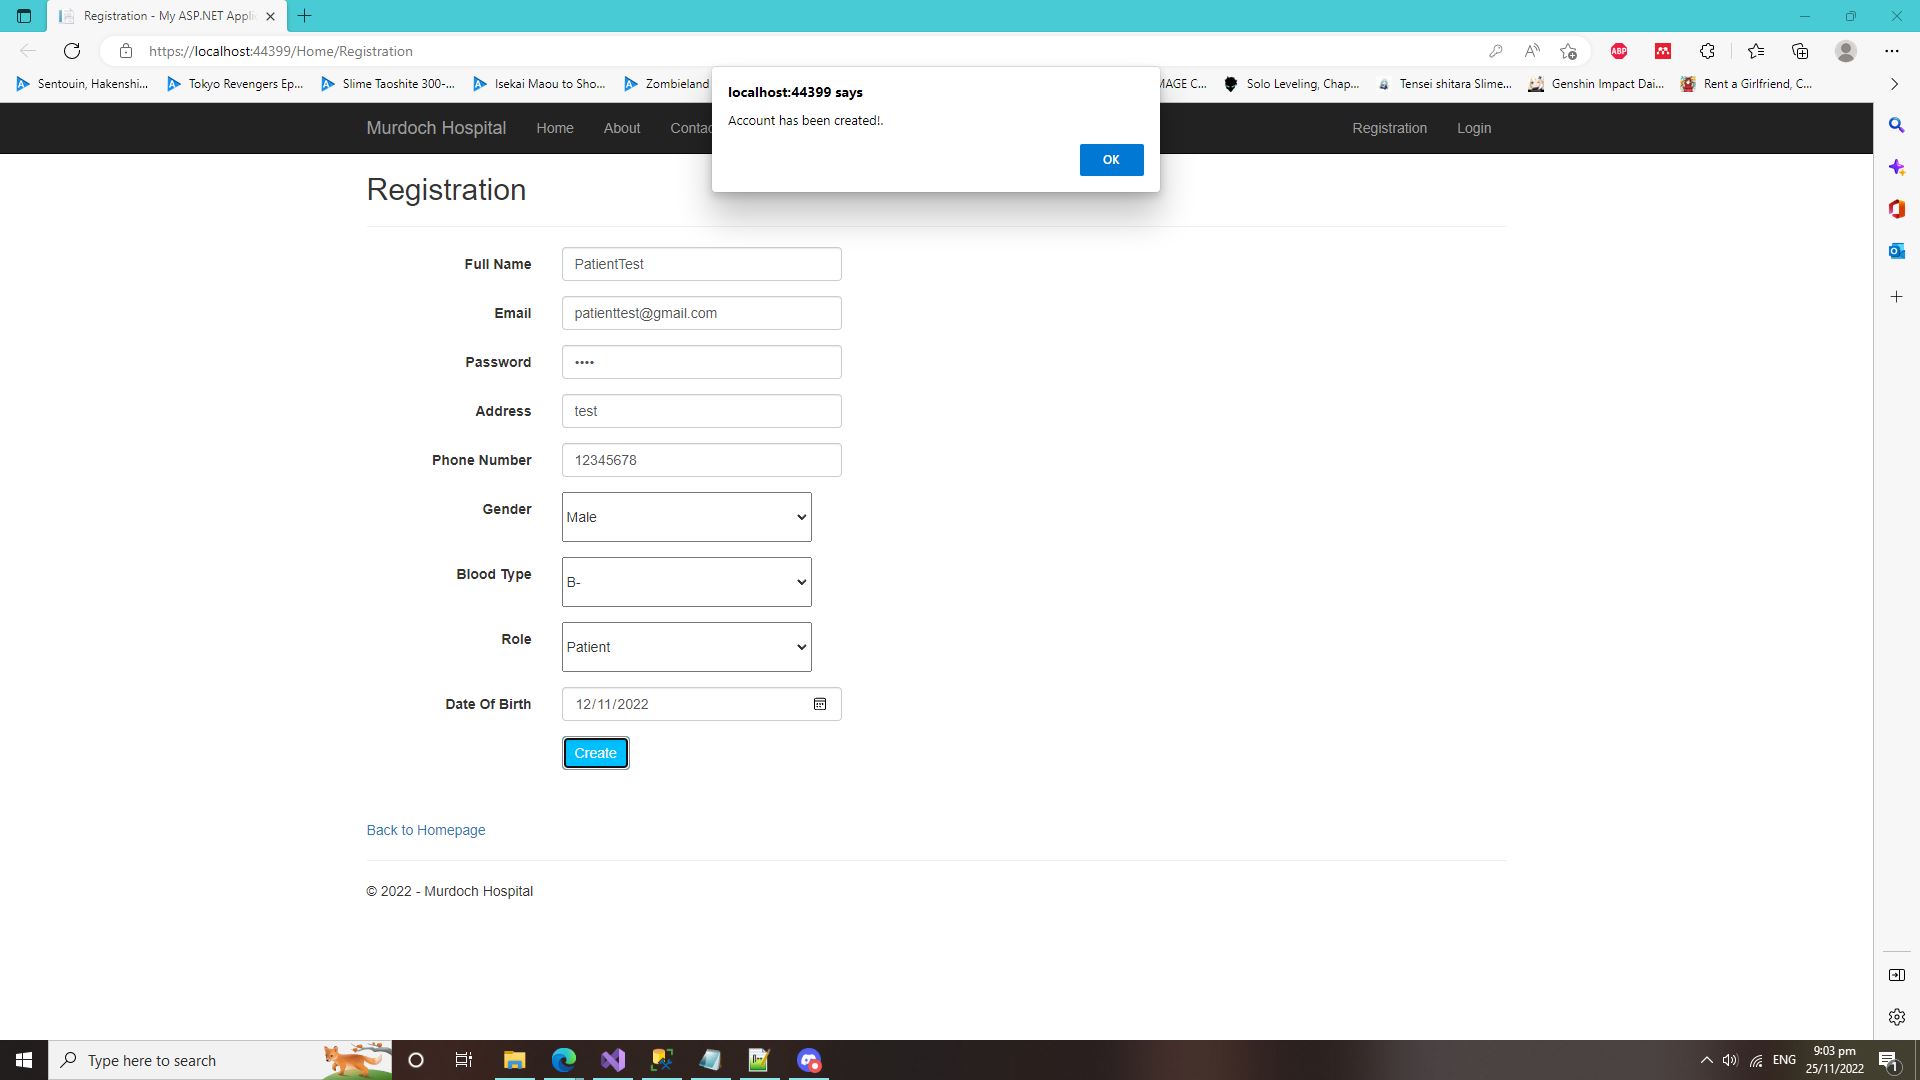 Registration - My ASP.NET Appli
https://localhost:44399/Home/Registration
ABP
Sentouin, Hakenshi... Tokyo Revengers Ep... Slime Taoshite 300-... Isekai Maou to Sho... Zombieland MAGE C... Solo Leveling, Chap... Tensei shitara Slime... Genshin Impact Dai... Rent a Girlfriend, C...
localhost:44399 says
Account has been created!.
OK
Murdoch Hospital Home About Contac Registration Login
Registration
Full Name PatientTest
Email patienttest@gmail.com
Password ••••
Address test
Phone Number 12345678
Gender Male
Blood Type B-
Role Patient
Date Of Birth 12/11/2022
Create
Back to Homepage
© 2022 - Murdoch Hospital
Type here to search
ENG
9:03 pm
25/11/2022
1